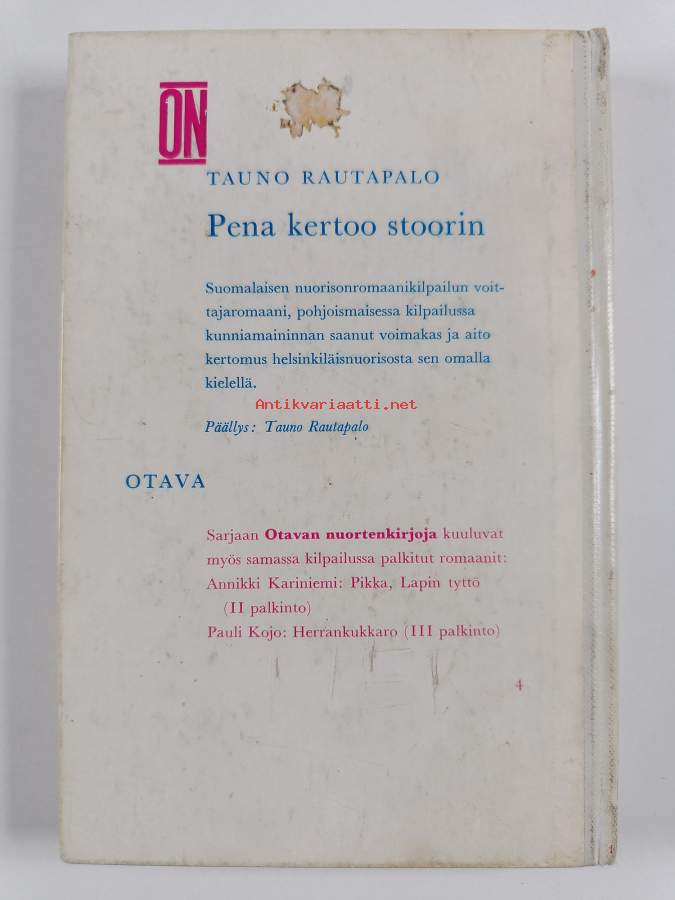 ON
TAUNO RAUTAPALO
Pena kertoo stoorin
Suomalaisen nuorisonromaanikilpailun voit-
tajaromaani, pohjoismaisessa kilpailussa
kunniamaininnan saanut voimakas ja aito
kertomus helsinkiläisnuorisosta sen omalla
kielellä.
Antikvariaatti.net
Päällys: Tauno Rautapalo
OTAVA
Sarjaan Otavan nuortenkirjoja kuuluvat
myös samassa kilpailussa palkitut romaanit:
Annikki Kariniemi: Pikka, Lapin tyttö
(II palkinto)
Pauli Kojo: Herrankukkaro (III palkinto)
4